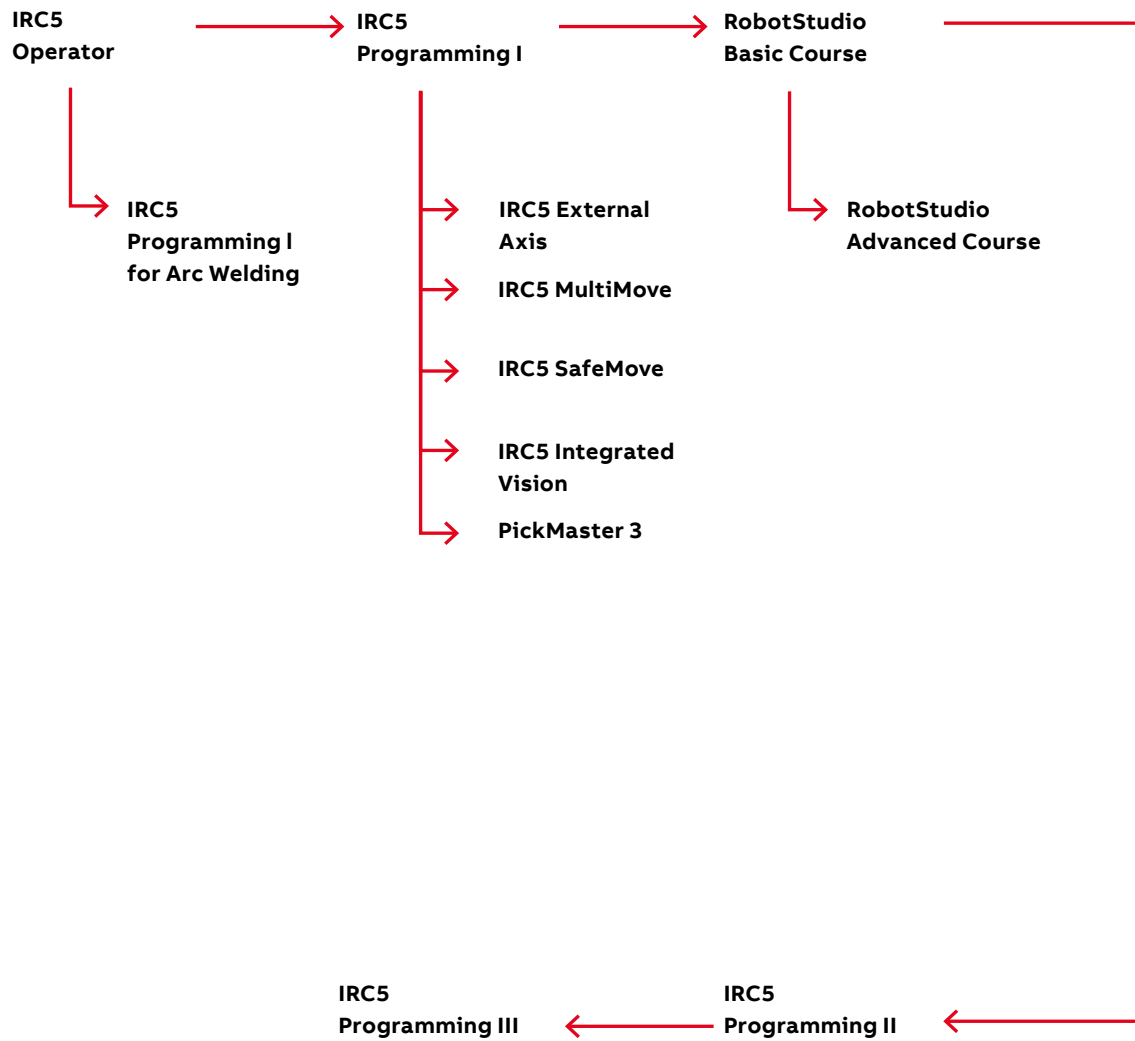 IRC5
Operator
IRC5
Programming I
RobotStudio
Basic Course
IRC5
Programming l
for Arc Welding
IRC5 External
Axis
IRC5 MultiMove
IRC5 SafeMove
IRC5 Integrated
Vision
PickMaster 3
RobotStudio
Advanced Course
IRC5
Programming III
IRC5
Programming II